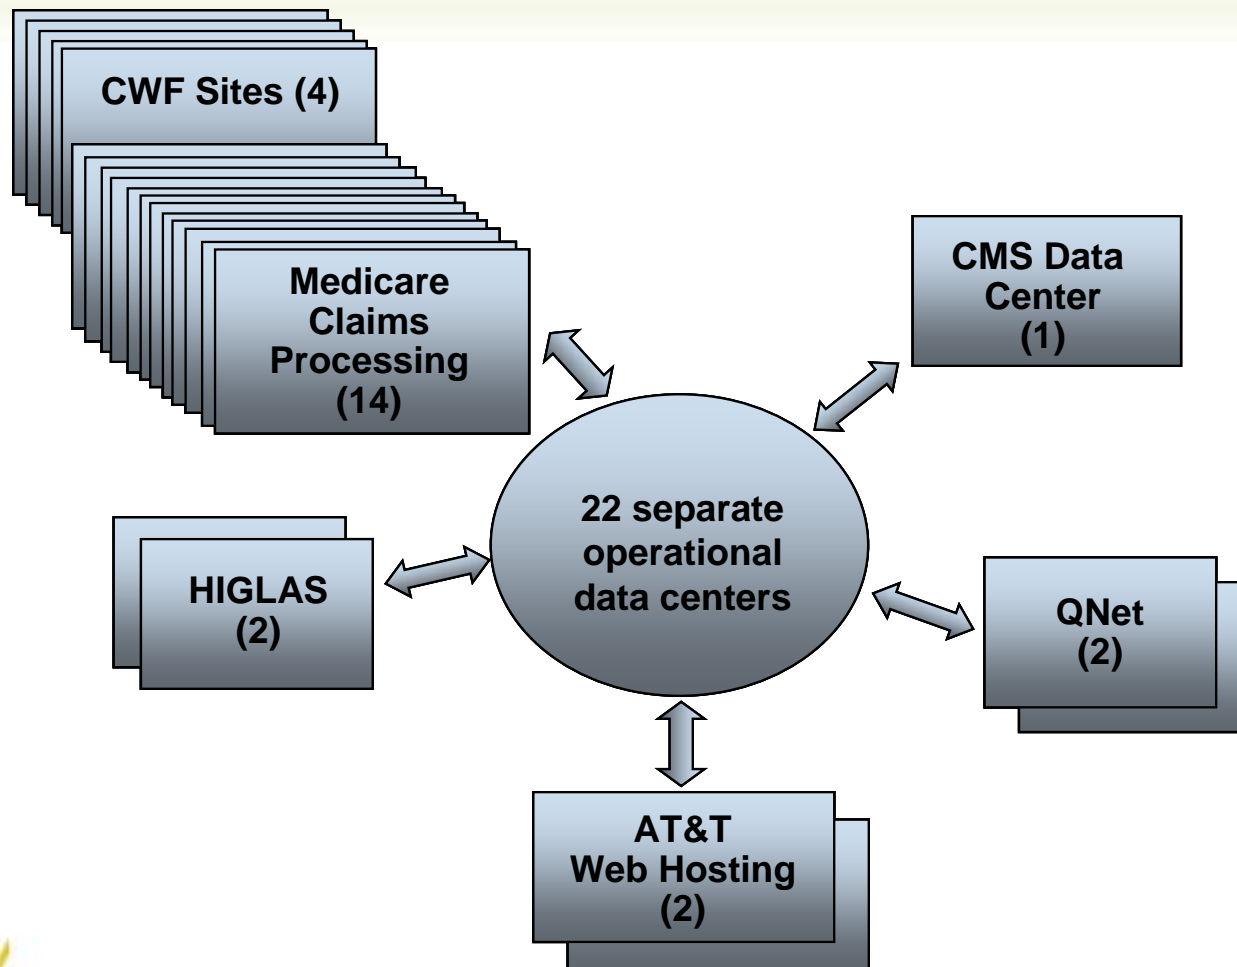 CWF Sites (4)
Medicare
Claims
Processing
(14)
CMS Data
Center
(1)
22 separate
operational
data centers
HIGLAS
(2)
QNet
(2)
AT&T
Web Hosting
(2)